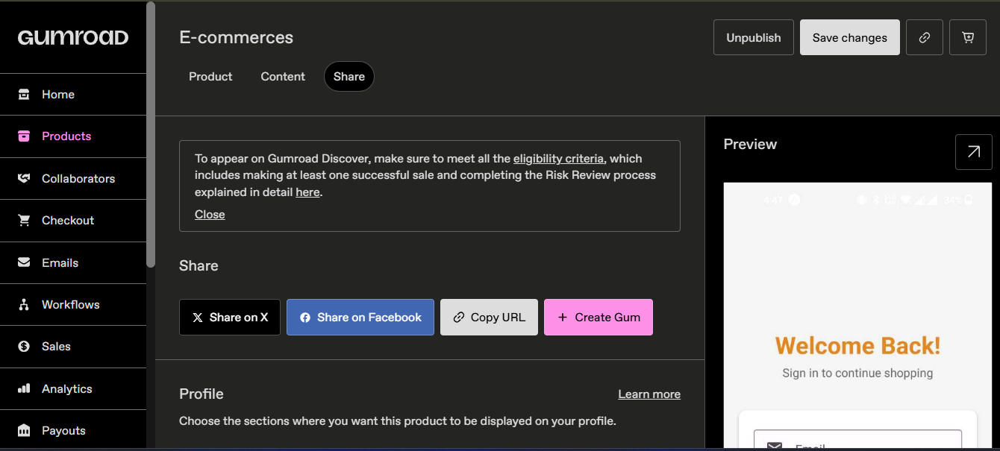 GUMROAD
E-commerces
Unpublish
Save changes
Product
Content
Share
Home
Products
Collaborators
Checkout
Emails
Workflows
Sales
Analytics
Payouts
To appear on Gumroad Discover, make sure to meet all the eligibility criteria, which
includes making at least one successful sale and completing the Risk Review process
explained in detail here.
Close
Share
Share on X
Share on Facebook
Copy URL
Create Gum
Profile
Learn more
Choose the sections where you want this product to be displayed on your profile.
Preview
4:47
34%
Welcome Back!
Sign in to continue shopping
Email